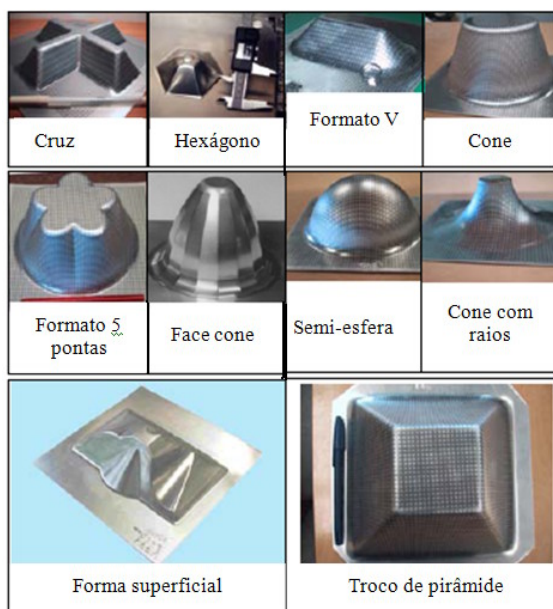 Cruz
Hexágono
Formato V
Cone
Formato 5
pontas
Face cone
Semi-esfera
Cone com
raios
Forma superficial
Troco de pirâmide